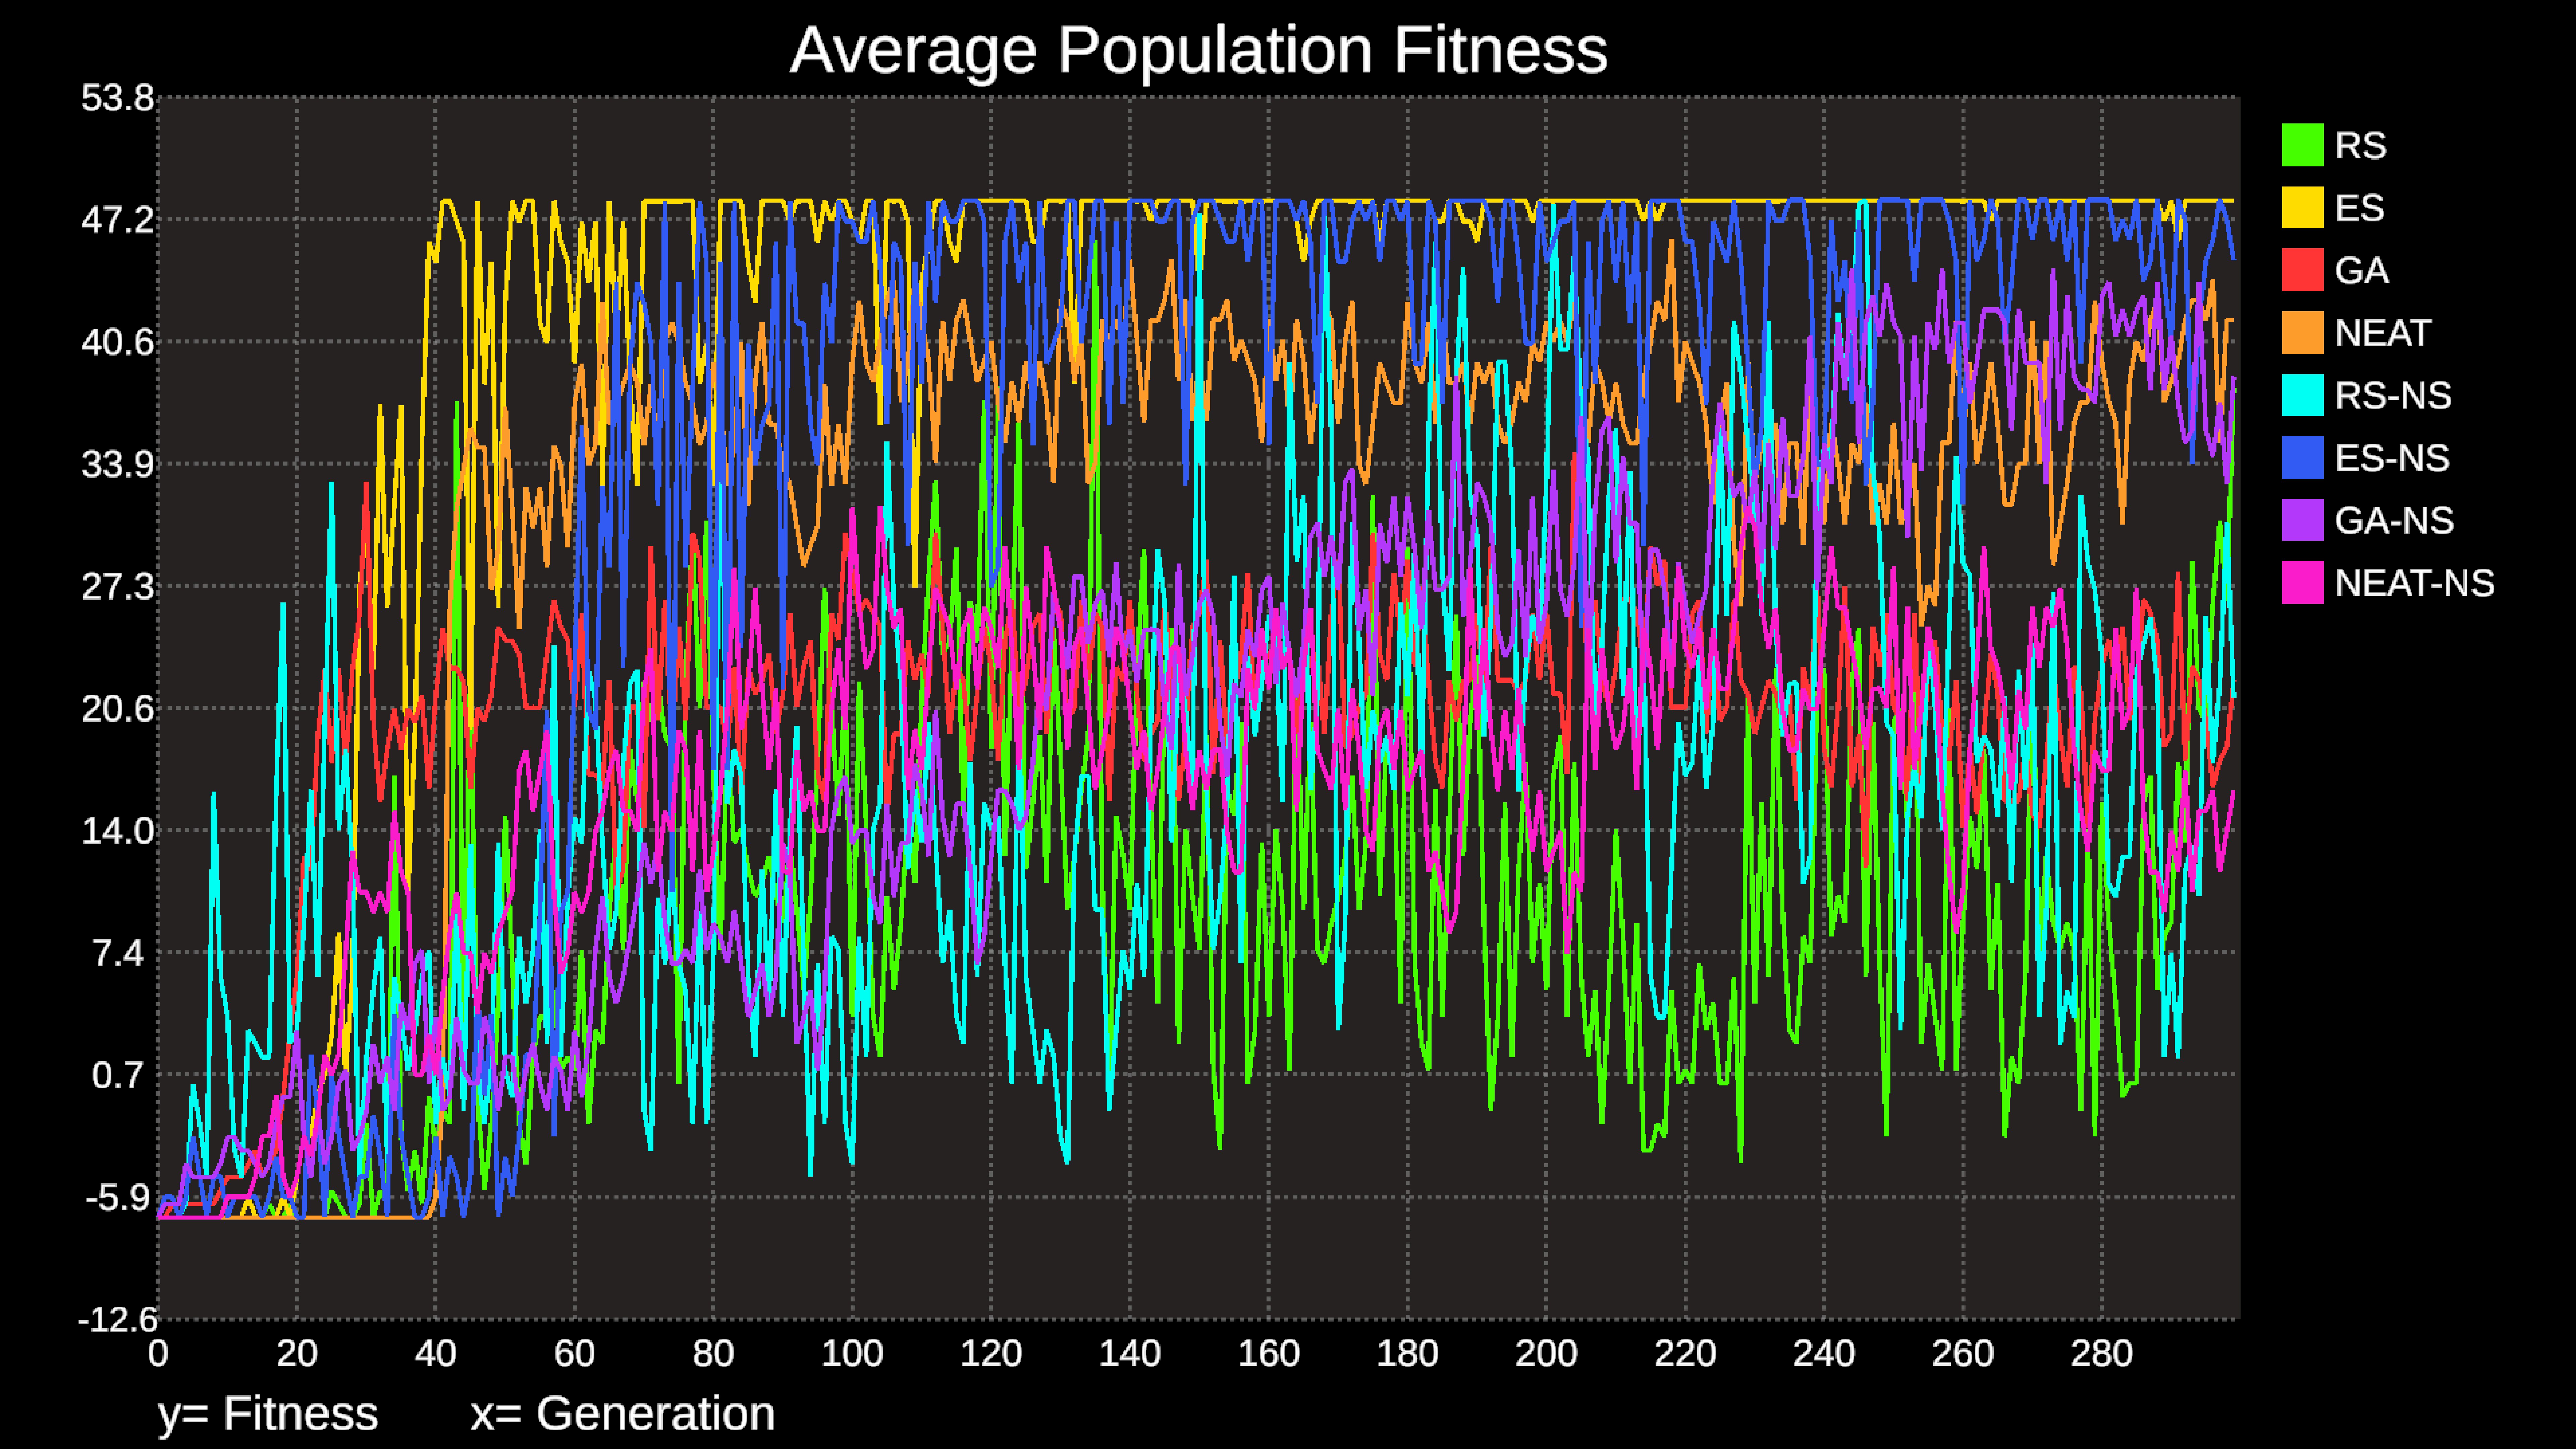 Average Population Fitness
53.8
47.2
40.6
33.9
27.3
20.6
14.0
7.4
0.7
-5.9
-12.6
0 20 40 60 80 100 120 140 160 180 200 220 240 260 280
y= Fitness x= Generation
RS
ES
GA
NEAT
RS-NS
ES-NS
GA-NS
NEAT-NS